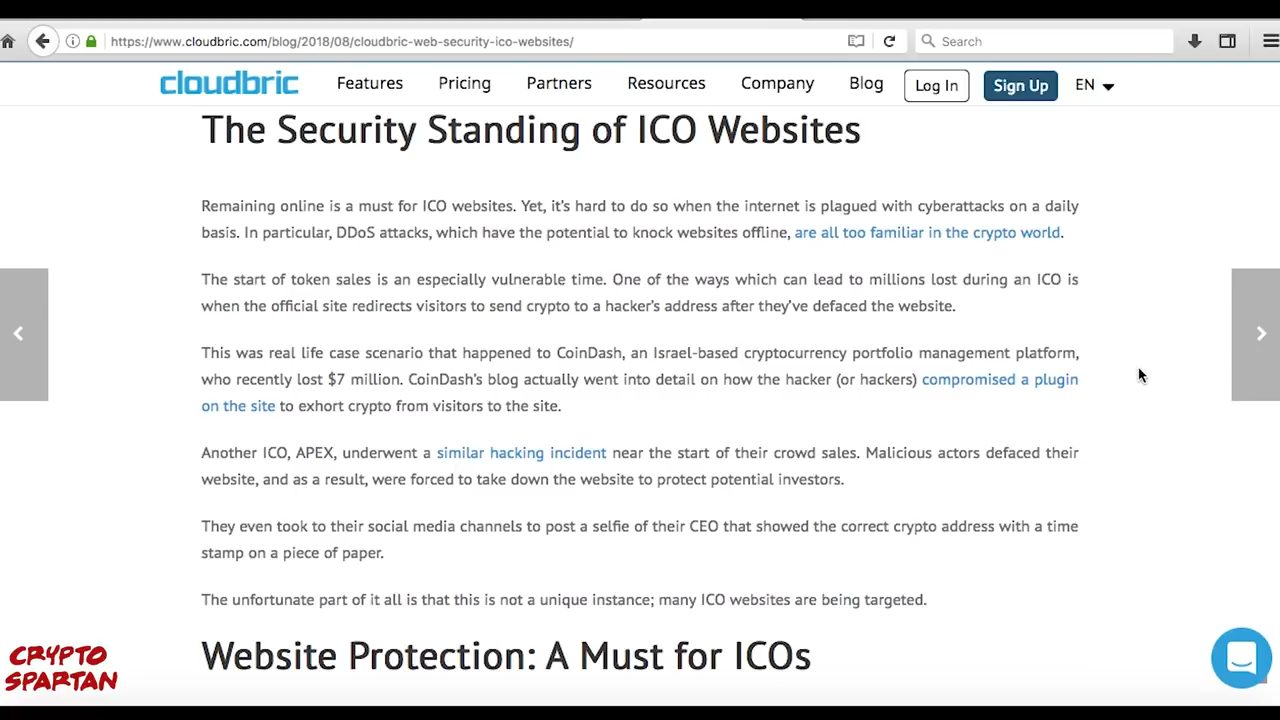 https://www.cloudbric.com/blog/2018/08/cloudbric-web-security-ico-websites/
Search
cloudbric
Features
Pricing
Partners
Resources
Company
Blog
Log In
Sign Up
EN
The Security Standing of ICO Websites
Remaining online is a must for ICO websites. Yet, it's hard to do so when the internet is plagued with cyberattacks on a daily
basis. In particular, DDoS attacks, which have the potential to knock websites offline, are all too familiar in the crypto world.
The start of token sales is an especially vulnerable time. One of the ways which can lead to millions lost during an ICO is
when the official site redirects visitors to send crypto to a hacker's address after they've defaced the website.
This was real life case scenario that happened to CoinDash, an Israel-based cryptocurrency portfolio management platform,
who recently lost $7 million. CoinDash's blog actually went into detail on how the hacker (or hackers) compromised a plugin
on the site to exhort crypto from visitors to the site.
Another ICO, APEX, underwent a similar hacking incident near the start of their crowd sales. Malicious actors defaced their
website, and as a result, were forced to take down the website to protect potential investors.
They even took to their social media channels to post a selfie of their CEO that showed the correct crypto address with a time
stamp on a piece of paper.
The unfortunate part of it all is that this is not a unique instance; many ICO websites are being targeted.
Website Protection: A Must for ICOs
CRYPTO
SPARTAN